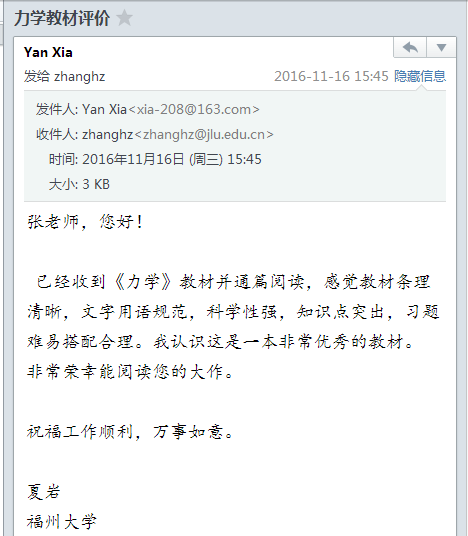 力学教材评价
Yan Xia
发给 zhanghz
2016-11-16 15:45 隐藏信息
发件人: Yan Xia<xia-208@163.com>
收件人: zhanghz<zhanghz@jlu.edu.cn>
时间: 2016年11月16日 (周三) 15:45
大小: 3 KB
张老师，您好！
已经收到《力学》教材并通篇阅读，感觉教材条理
清晰，文字用语规范，科学性强，知识点突出，习题
难易搭配合理。我认识这是一本非常优秀的教材。
非常荣幸能阅读您的大作。
祝福工作顺利，万事如意。
夏岩
福州大学